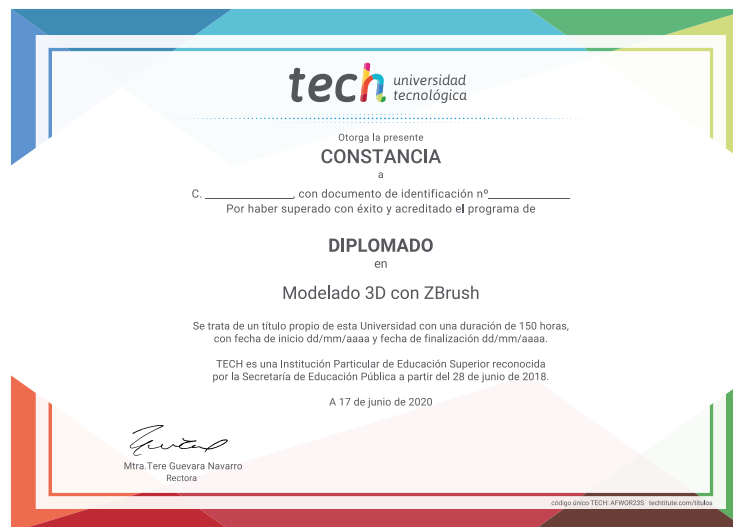 tech universidad
tecnológica
Otorga la presente
CONSTANCIA
a
C. ______________, con documento de identificación nº______________
Por haber superado con éxito y acreditado el programa de
DIPLOMADO
en
Modelado 3D con ZBrush
Se trata de un título propio de esta Universidad con una duración de 150 horas,
con fecha de inicio dd/mm/aaaa y fecha de finalización dd/mm/aaaa.
TECH es una Institución Particular de Educación Superior reconocida
por la Secretaría de Educación Pública a partir del 28 de junio de 2018.
A 17 de junio de 2020
Mtra.Tere Guevara Navarro
Rectora
código único TECH: AFWOR23S techtitute.com/titulos